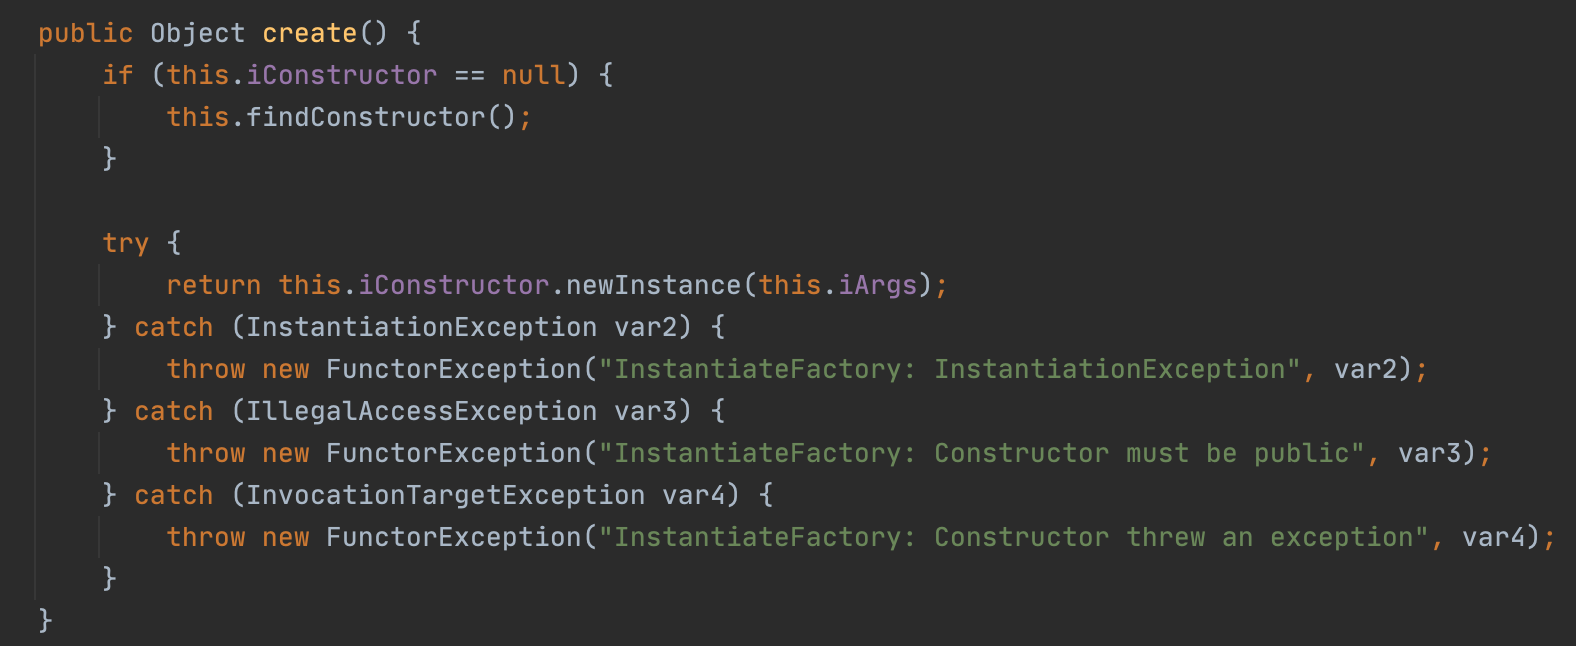 public Object create() {
    if (this.iConstructor == null) {
        this.findConstructor();
    }

    try {
        return this.iConstructor.newInstance(this.iArgs);
    } catch (InstantiationException var2) {
        throw new FunctorException("InstantiateFactory: InstantiationException", var2);
    } catch (IllegalAccessException var3) {
        throw new FunctorException("InstantiateFactory: Constructor must be public", var3);
    } catch (InvocationTargetException var4) {
        throw new FunctorException("InstantiateFactory: Constructor threw an exception", var4);
    }
}